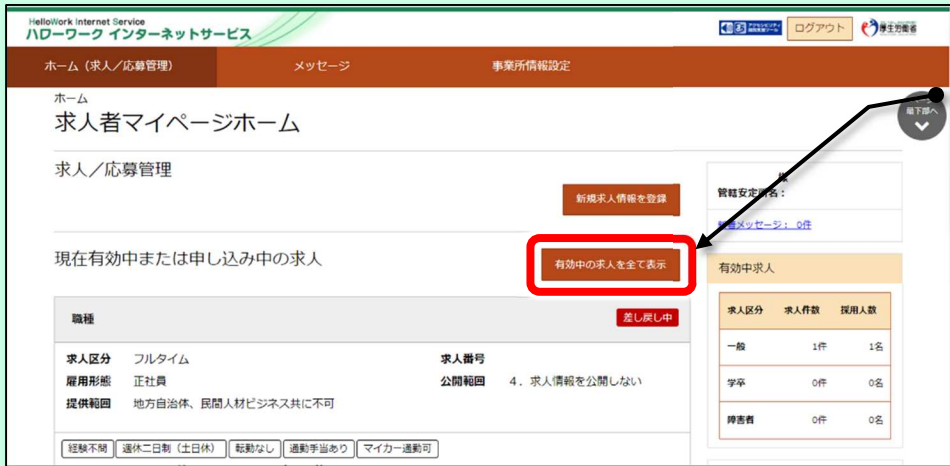 HelloWork Internet Service
ハローワーク インターネットサービス
ログアウト
厚生労働省
ホーム（求人／応募管理）
メッセージ
事業所情報設定
ホーム
求人者マイページホーム
最下部へ
求人／応募管理
新規求人情報を登録
様
管轄安定所名：
新着メッセージ： 0件
現在有効中または申し込み中の求人
有効中の求人を全て表示
有効中求人
職種
差し戻し中
求人区分 求人件数 採用人数
一般 1件 1名
学卒 0件 0名
障害者 0件 0名
求人区分 フルタイム
求人番号
雇用形態 正社員
公開範囲 4．求人情報を公開しない
提供範囲 地方自治体、民間人材ビジネス共に不可
経験不問 週休二日制（土日休） 転勤なし 通勤手当あり マイカー通勤可